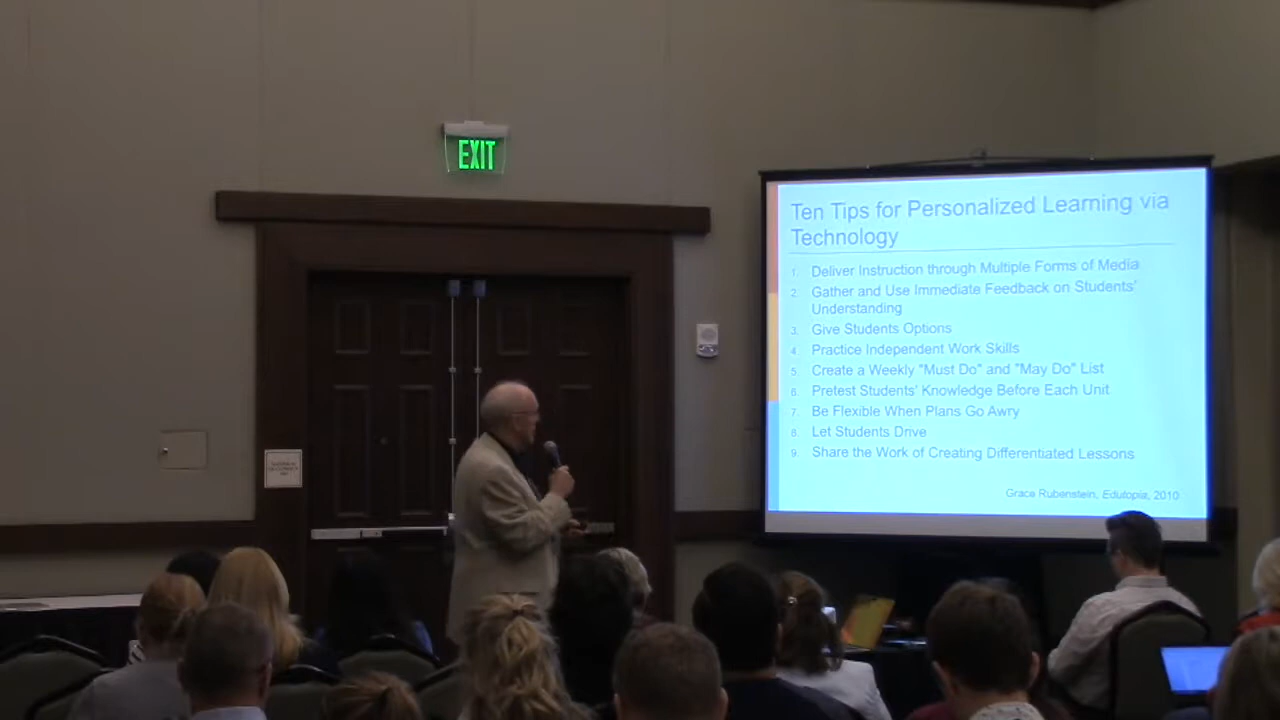 EXIT
Ten Tips for Personalized Learning via
Technology
1. Deliver Instruction through Multiple Forms of Media
2. Gather and Use Immediate Feedback on Students'
Understanding
3. Give Students Options
4. Practice Independent Work Skills
5. Create a Weekly "Must Do" and "May Do" List
6. Pretest Students' Knowledge Before Each Unit
7. Be Flexible When Plans Go Awry
8. Let Students Drive
9. Share the Work of Creating Differentiated Lessons
Grace Rubenstein, Edutopia, 2010